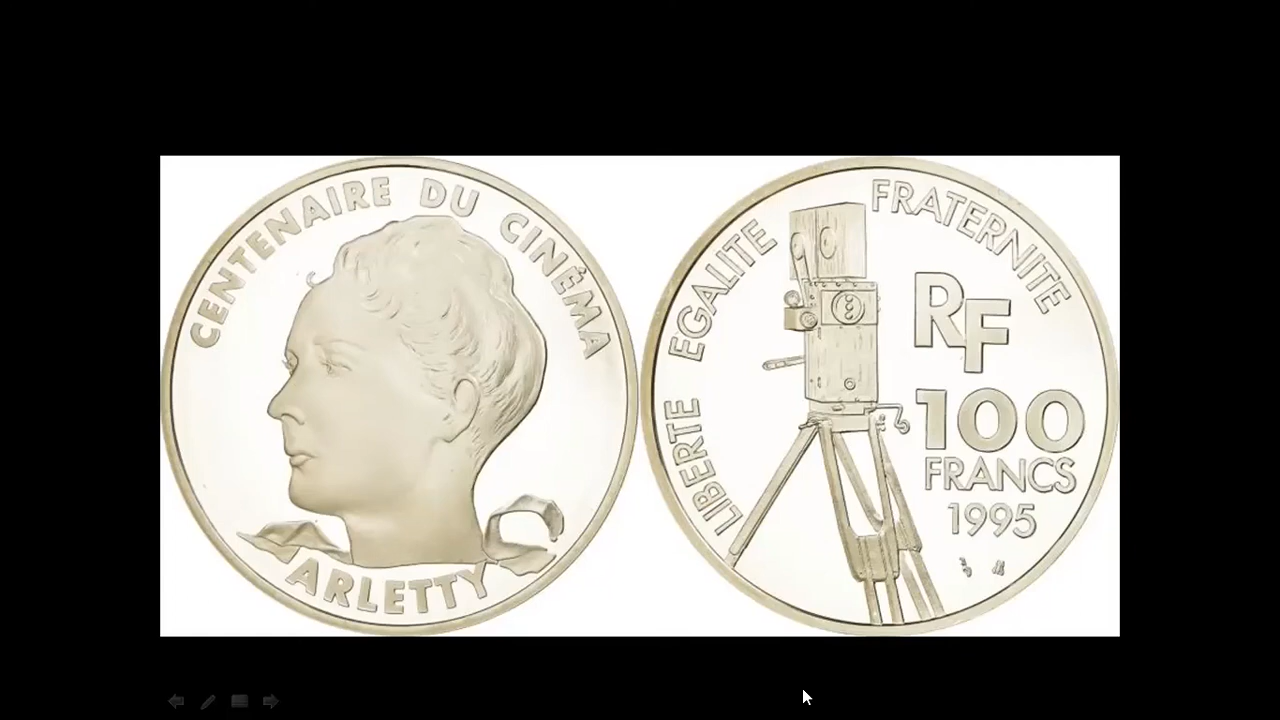 CENTENAIRE DU CINÉMA
ARLETTY
LIBERTE EGALITE FRATERNITE
RF
100
FRANCS
1995